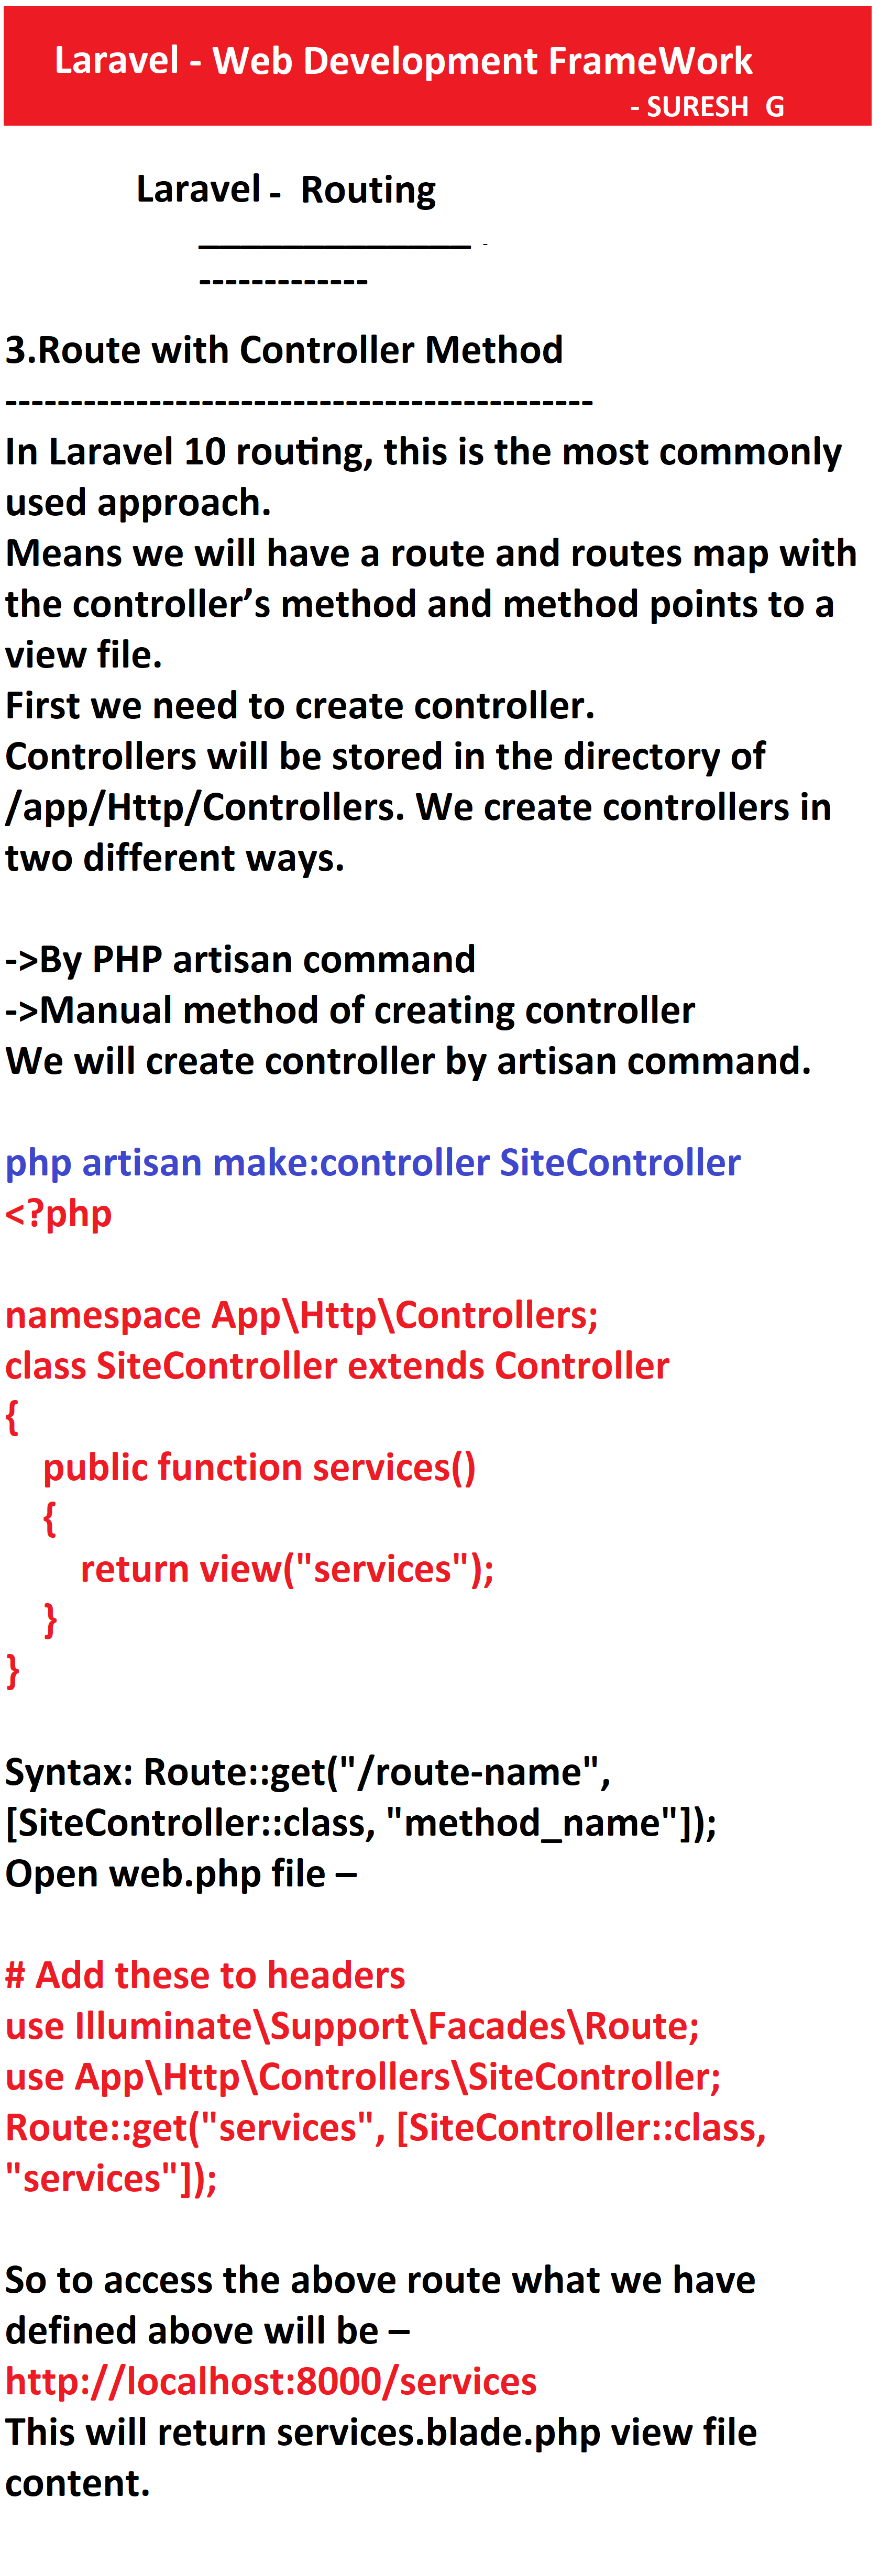 Laravel - Web Development FrameWork
- SURESH  G
Laravel -  Routing
_____________ -
-------------
3.Route with Controller Method
---------------------------------------------
In Laravel 10 routing, this is the most commonly
used approach.
Means we will have a route and routes map with
the controller’s method and method points to a
view file.
First we need to create controller.
Controllers will be stored in the directory of
/app/Http/Controllers. We create controllers in
two different ways.
->By PHP artisan command
->Manual method of creating controller
We will create controller by artisan command.
php artisan make:controller SiteController
<?php
namespace App\Http\Controllers;
class SiteController extends Controller
{
    public function services()
    {
        return view("services");
    }
}
Syntax: Route::get("/route-name",
[SiteController::class, "method_name"]);
Open web.php file –
# Add these to headers
use Illuminate\Support\Facades\Route;
use App\Http\Controllers\SiteController;
Route::get("services", [SiteController::class,
"services"]);
So to access the above route what we have
defined above will be –
http://localhost:8000/services
This will return services.blade.php view file
content.